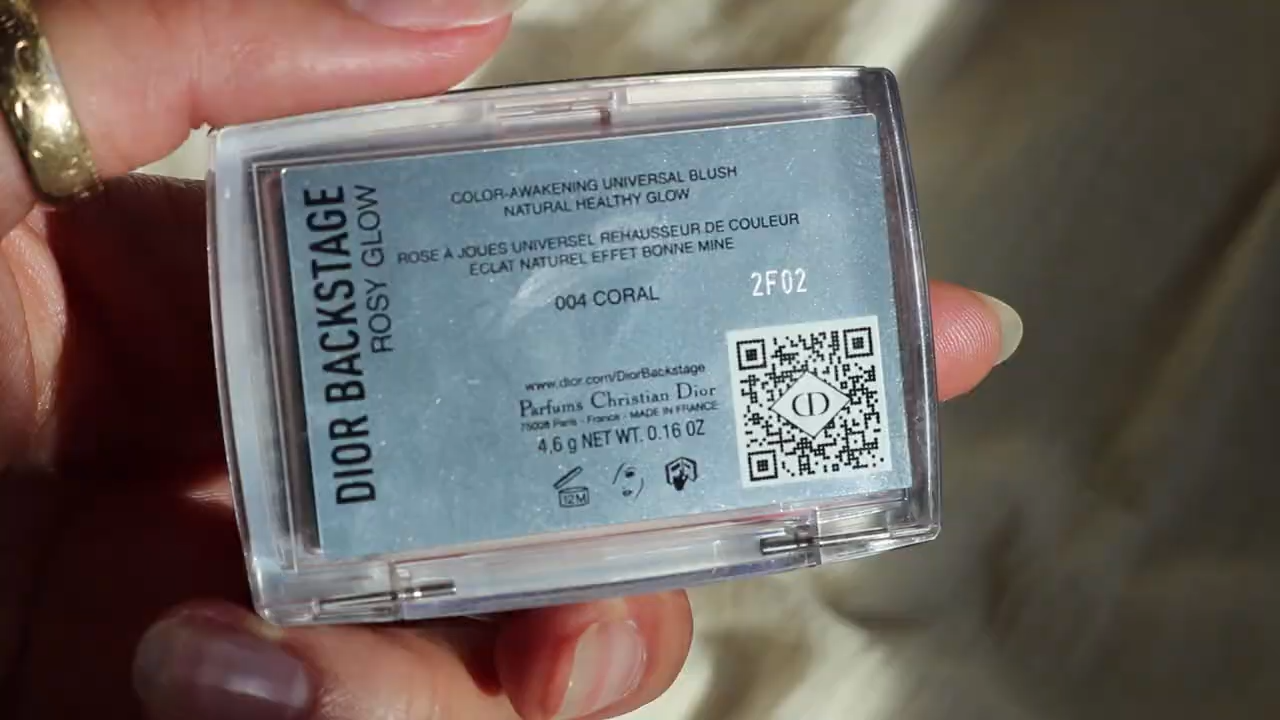 DIOR BACKSTAGE
ROSY GLOW
COLOR-AWAKENING UNIVERSAL BLUSH
NATURAL HEALTHY GLOW
ROSE À JOUES UNIVERSEL REHAUSSEUR DE COULEUR
ECLAT NATUREL EFFET BONNE MINE
004 CORAL
2F02
www.dior.com/DiorBackstage
Parfums Christian Dior
75008 Paris - France - MADE IN FRANCE
4,6 g NET WT. 0.16 OZ
12M
CD